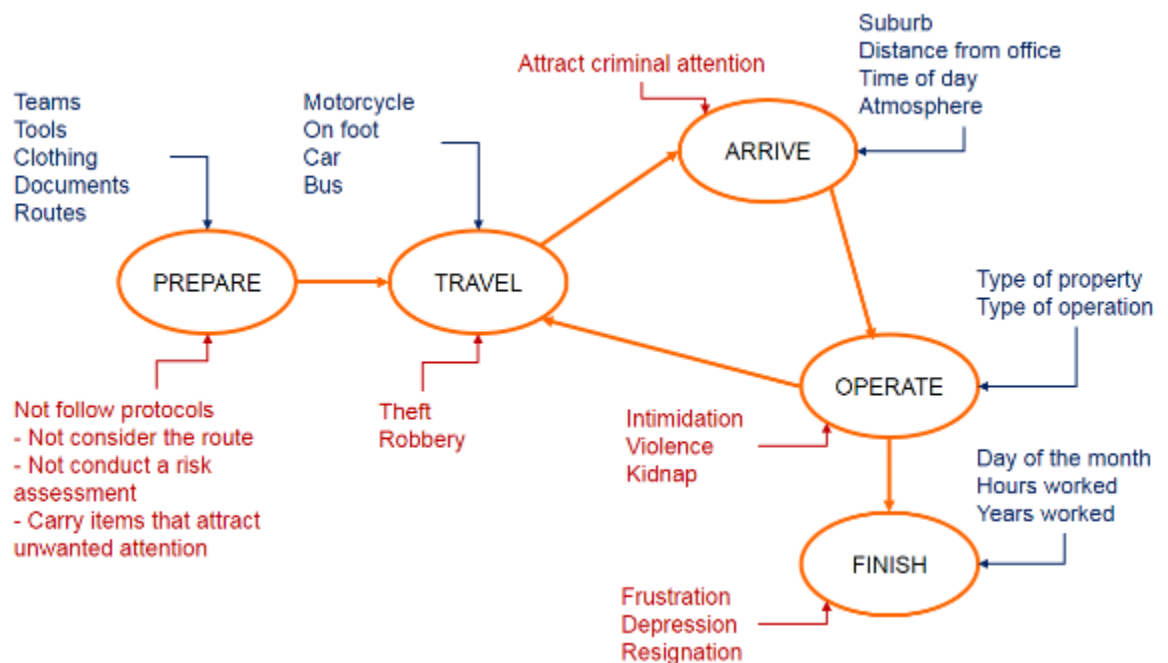 Suburb
Distance from office
Time of day
Atmosphere
Attract criminal attention
Teams
Tools
Clothing
Documents
Routes
Motorcycle
On foot
Car
Bus
ARRIVE
PREPARE
TRAVEL
Type of property
Type of operation
OPERATE
Not follow protocols
- Not consider the route
- Not conduct a risk
assessment
- Carry items that attract
unwanted attention
Theft
Robbery
Intimidation
Violence
Kidnap
Day of the month
Hours worked
Years worked
FINISH
Frustration
Depression
Resignation